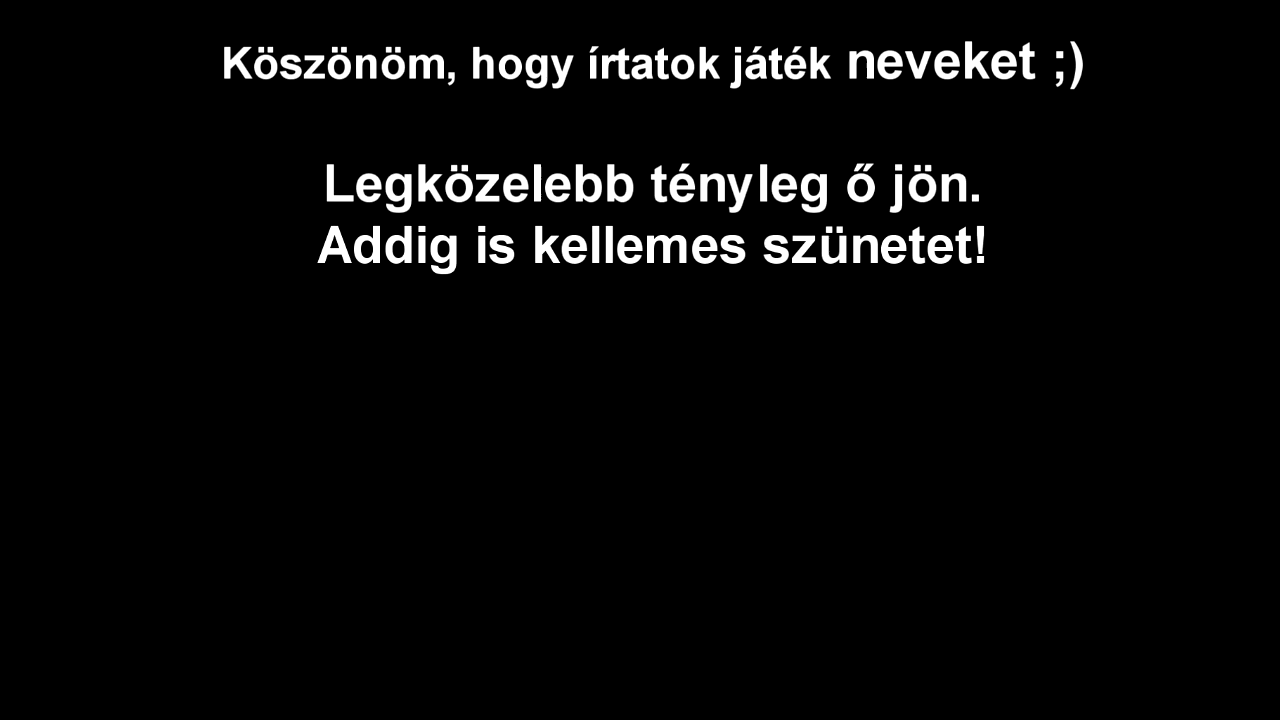 Köszönöm, hogy írtatok játék neveket ;)
Legközelebb tényleg ő jön.
Addig is kellemes szünetet!